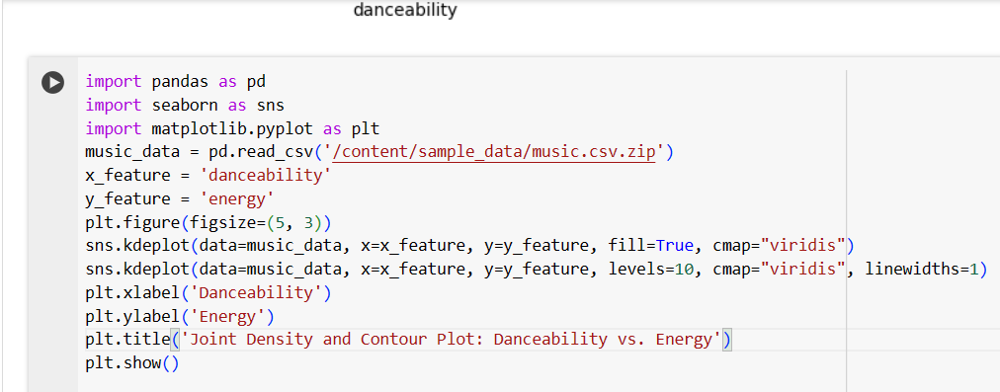 danceability
import pandas as pd
import seaborn as sns
import matplotlib.pyplot as plt
music_data = pd.read_csv('/content/sample_data/music.csv.zip')
x_feature = 'danceability'
y_feature = 'energy'
plt.figure(figsize=(5, 3))
sns.kdeplot(data=music_data, x=x_feature, y=y_feature, fill=True, cmap="viridis")
sns.kdeplot(data=music_data, x=x_feature, y=y_feature, levels=10, cmap="viridis", linewidths=1)
plt.xlabel('Danceability')
plt.ylabel('Energy')
plt.title('Joint Density and Contour Plot: Danceability vs. Energy')
plt.show()